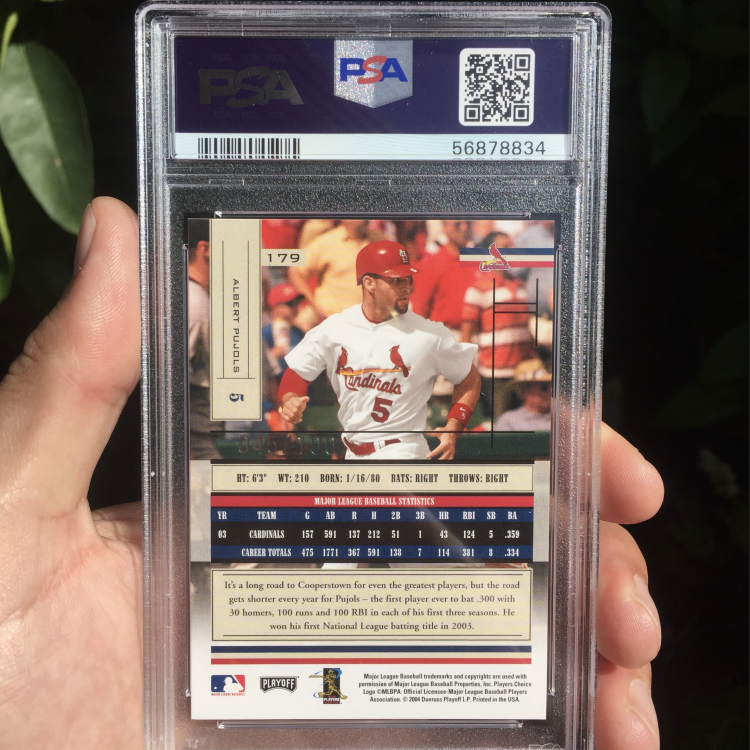 PSA
PSA
56878834
179
ALBERT PUJOLS
5
Cardinals
Cardinals
5
HT: 6'3" WT: 210 BORN: 1/16/80 BATS: RIGHT THROWS: RIGHT
MAJOR LEAGUE BASEBALL STATISTICS
YR TEAM G AB R H 2B 3B HR RBI SB BA
03 CARDINALS 157 591 137 212 51 1 43 124 5 .359
CAREER TOTALS 475 1771 367 591 138 7 114 381 8 .334
It's a long road to Cooperstown for even the greatest players, but the road
gets shorter every year for Pujols – the first player ever to bat .300 with
30 homers, 100 runs and 100 RBI in each of his first three seasons. He
won his first National League batting title in 2003.
MAJOR LEAGUE BASEBALL
PLAYOFF
PLAYERS
Major League Baseball trademarks and copyrights are used with
permission of Major League Baseball Properties, Inc. Players Choice
Logo ©MLBPA. Official Licensee-Major League Baseball Players
Association. © 2004 Donruss Playoff L.P. Printed in the USA.